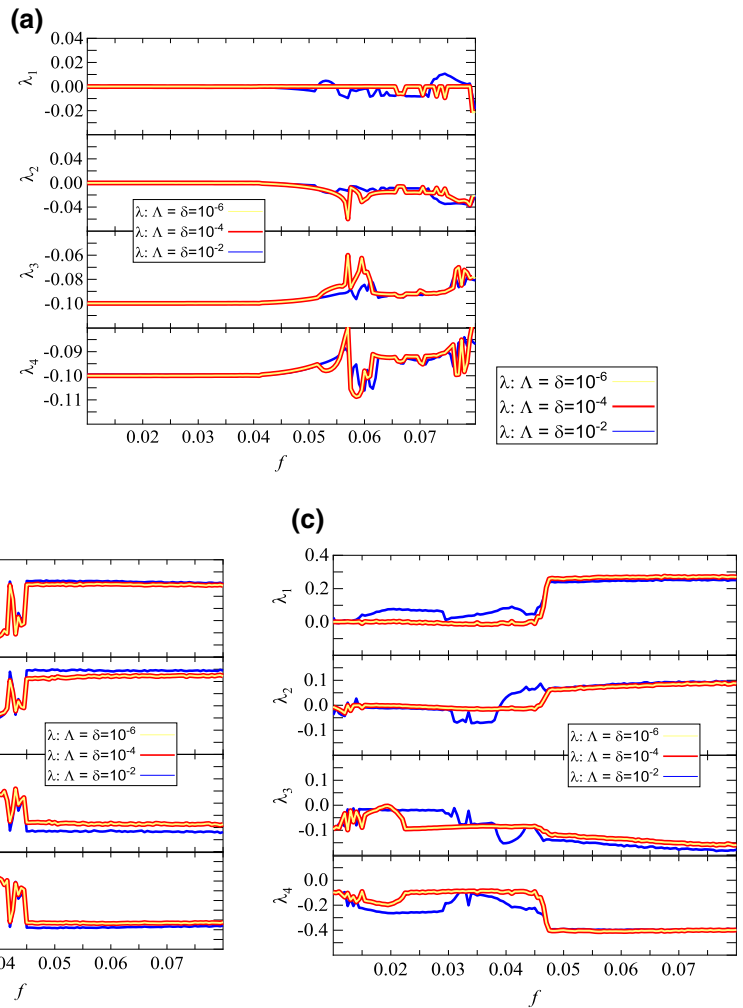 (a)
0.04
0.02
0.00
-0.02
λ1
0.04
0.00
-0.04
λ2
λ: Λ = δ=10-6
λ: Λ = δ=10-4
λ: Λ = δ=10-2
-0.06
-0.08
-0.10
λ3
-0.09
-0.10
-0.11
λ4
0.02 0.03 0.04 0.05 0.06 0.07
f
λ: Λ = δ=10-6
λ: Λ = δ=10-4
λ: Λ = δ=10-2
λ: Λ = δ=10-6
λ: Λ = δ=10-4
λ: Λ = δ=10-2
04 0.05 0.06 0.07
f
(c)
0.4
0.2
0.0
λ1
0.1
0.0
-0.1
λ2
λ: Λ = δ=10-6
λ: Λ = δ=10-4
λ: Λ = δ=10-2
0.1
0.0
-0.1
λ3
0.0
-0.2
-0.4
λ4
0.02 0.03 0.04 0.05 0.06 0.07
f